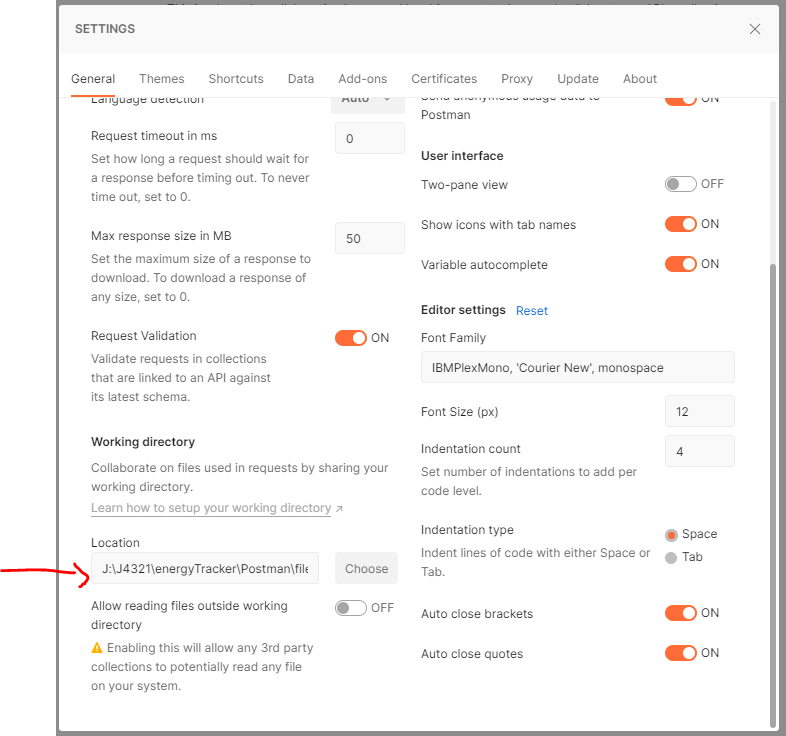 SETTINGS
General Themes Shortcuts Data Add-ons Certificates Proxy Update About
Language detection
Auto
Request timeout in ms
0
Set how long a request should wait for
a response before timing out. To never
time out, set to 0.
Max response size in MB
50
Set the maximum size of a response to
download. To download a response of
any size, set to 0.
Request Validation
ON
Validate requests in collections
that are linked to an API against
its latest schema.
Working directory
Collaborate on files used in requests by sharing your
working directory.
Learn how to setup your working directory ↗
Location
J:\J4321\energyTracker\Postman\file
Choose
Allow reading files outside working
directory
OFF
⚠ Enabling this will allow any 3rd party
collections to potentially read any file
on your system.
Send anonymous usage data to
Postman
ON
User interface
Two-pane view
OFF
Show icons with tab names
ON
Variable autocomplete
ON
Editor settings Reset
Font Family
IBMPlexMono, 'Courier New', monospace
Font Size (px)
12
Indentation count
4
Set number of indentations to add per
code level.
Indentation type
Space
Tab
Indent lines of code with either Space or
Tab.
Auto close brackets
ON
Auto close quotes
ON